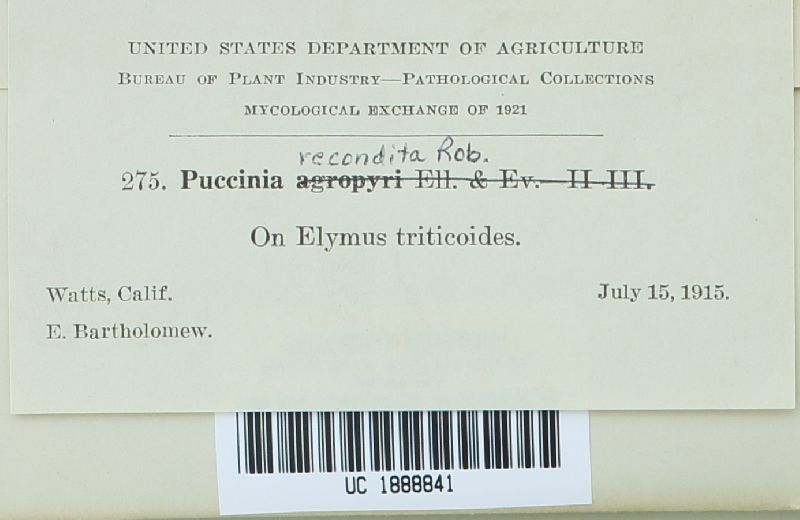 UNITED STATES DEPARTMENT OF AGRICULTURE
BUREAU OF PLANT INDUSTRY—PATHOLOGICAL COLLECTIONS
MYCOLOGICAL EXCHANGE OF 1921
recondita Rob.
275. Puccinia agropyri Ell. & Ev.—II III.
On Elymus triticoides.
Watts, Calif. July 15, 1915.
E. Bartholomew.
UC 1888841